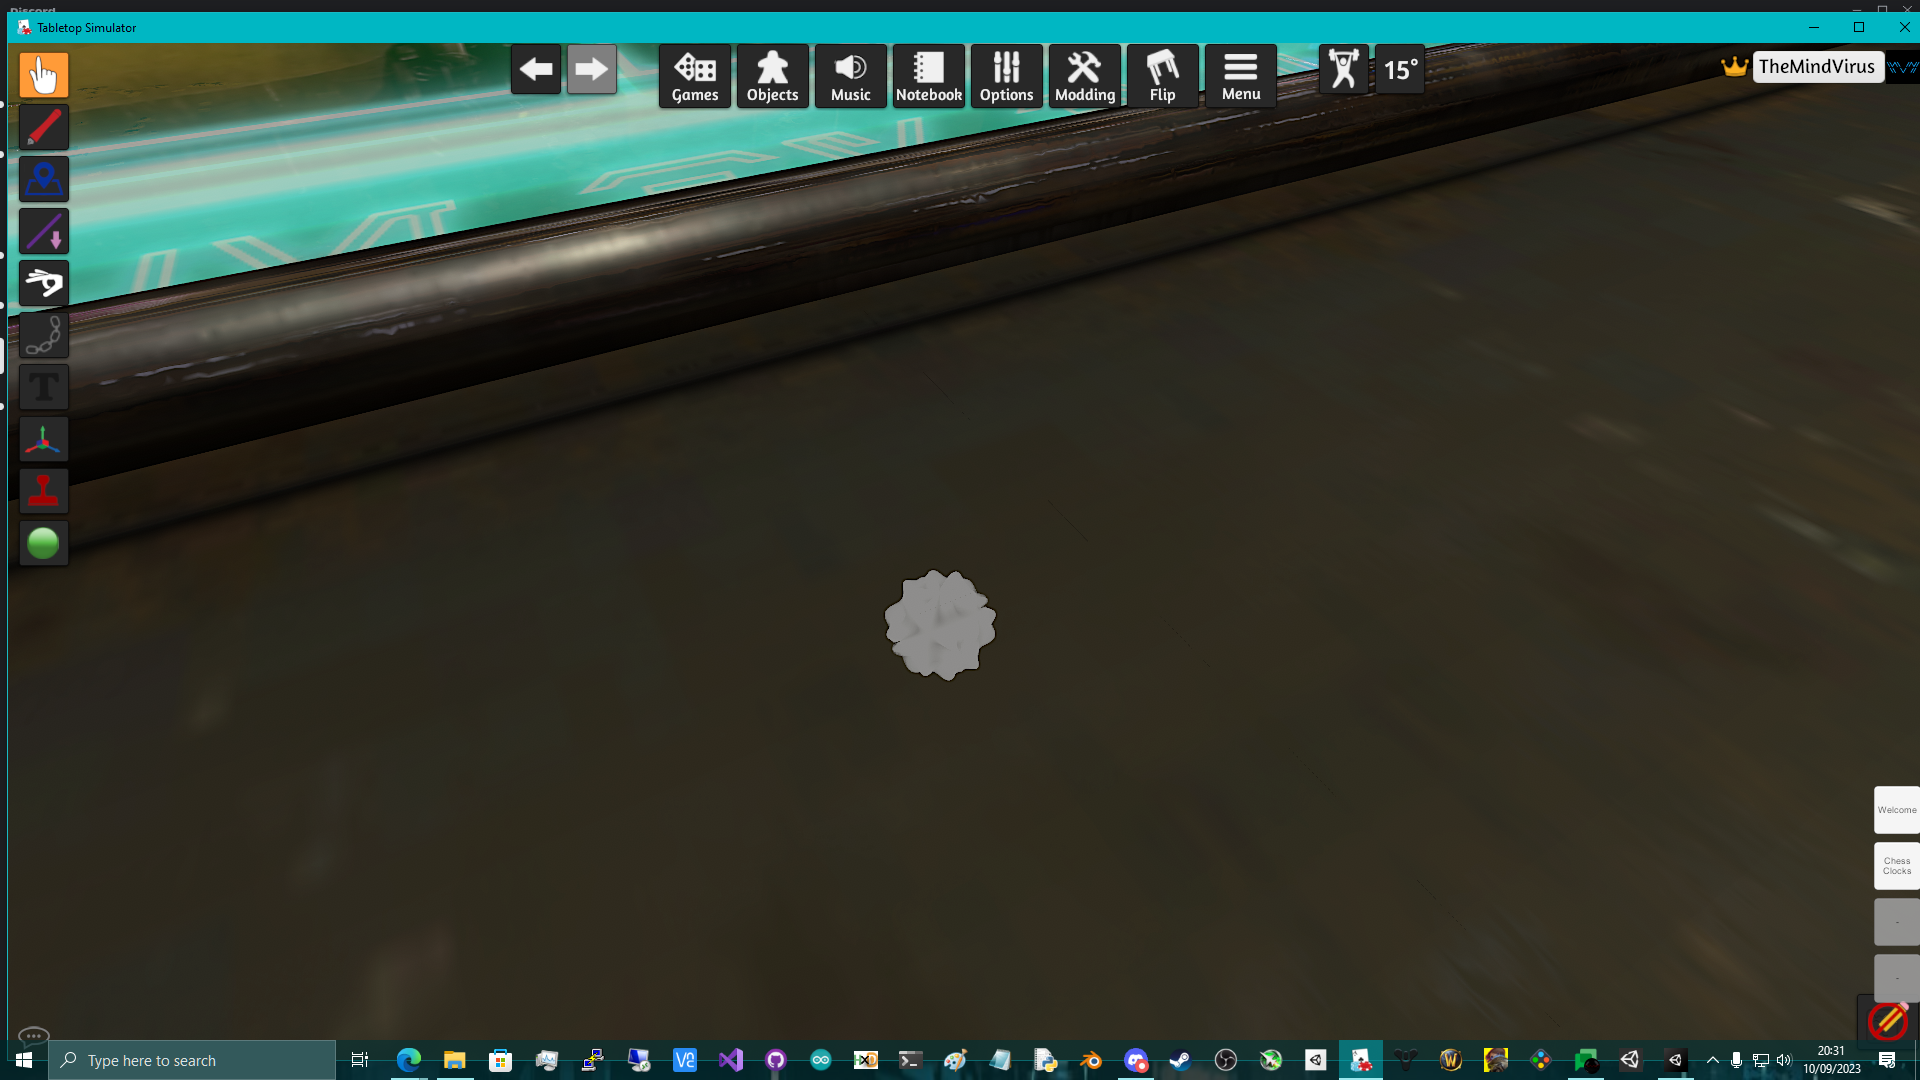 Discord
Tabletop Simulator
Games
Objects
Music
Notebook
Options
Modding
Flip
Menu
15°
TheMindVirus
T
Welcome
Chess
Clocks
-
-
Type here to search
20:31
10/09/2023